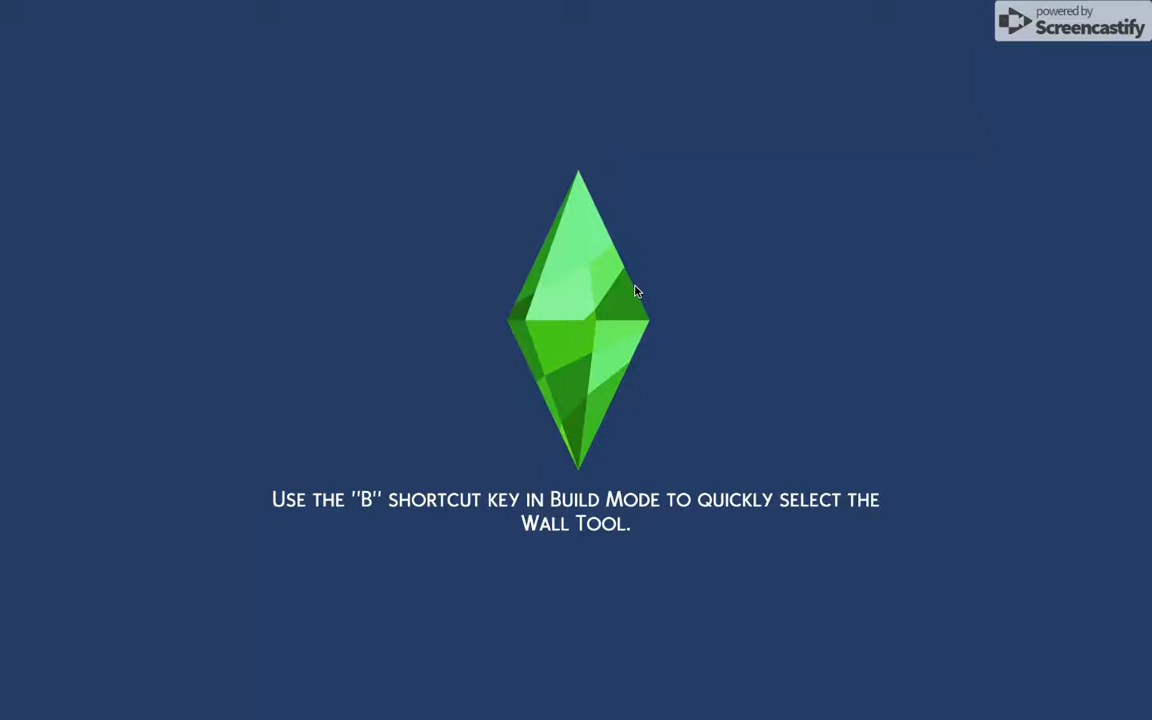 powered by
Screencastify
USE THE "B" SHORTCUT KEY IN BUILD MODE TO QUICKLY SELECT THE
WALL TOOL.